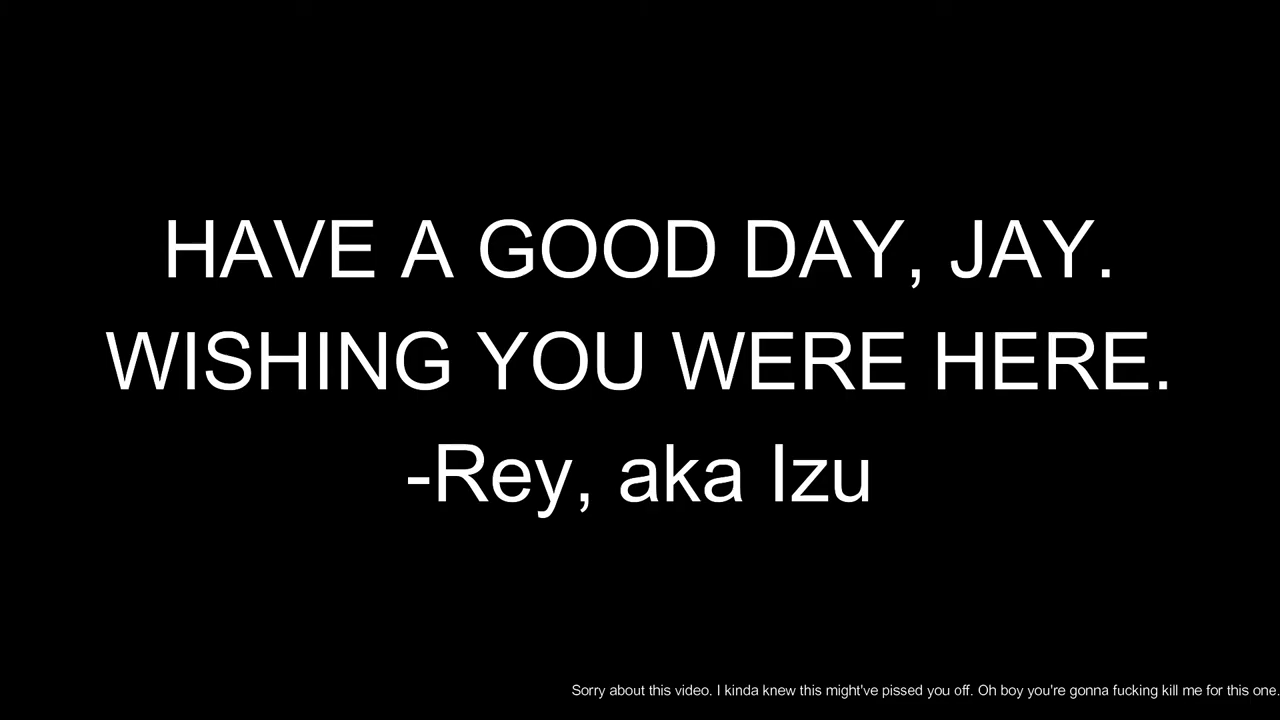 HAVE A GOOD DAY, JAY.
WISHING YOU WERE HERE.
-Rey, aka Izu
Sorry about this video. I kinda knew this might've pissed you off. Oh boy you're gonna fucking kill me for this one.